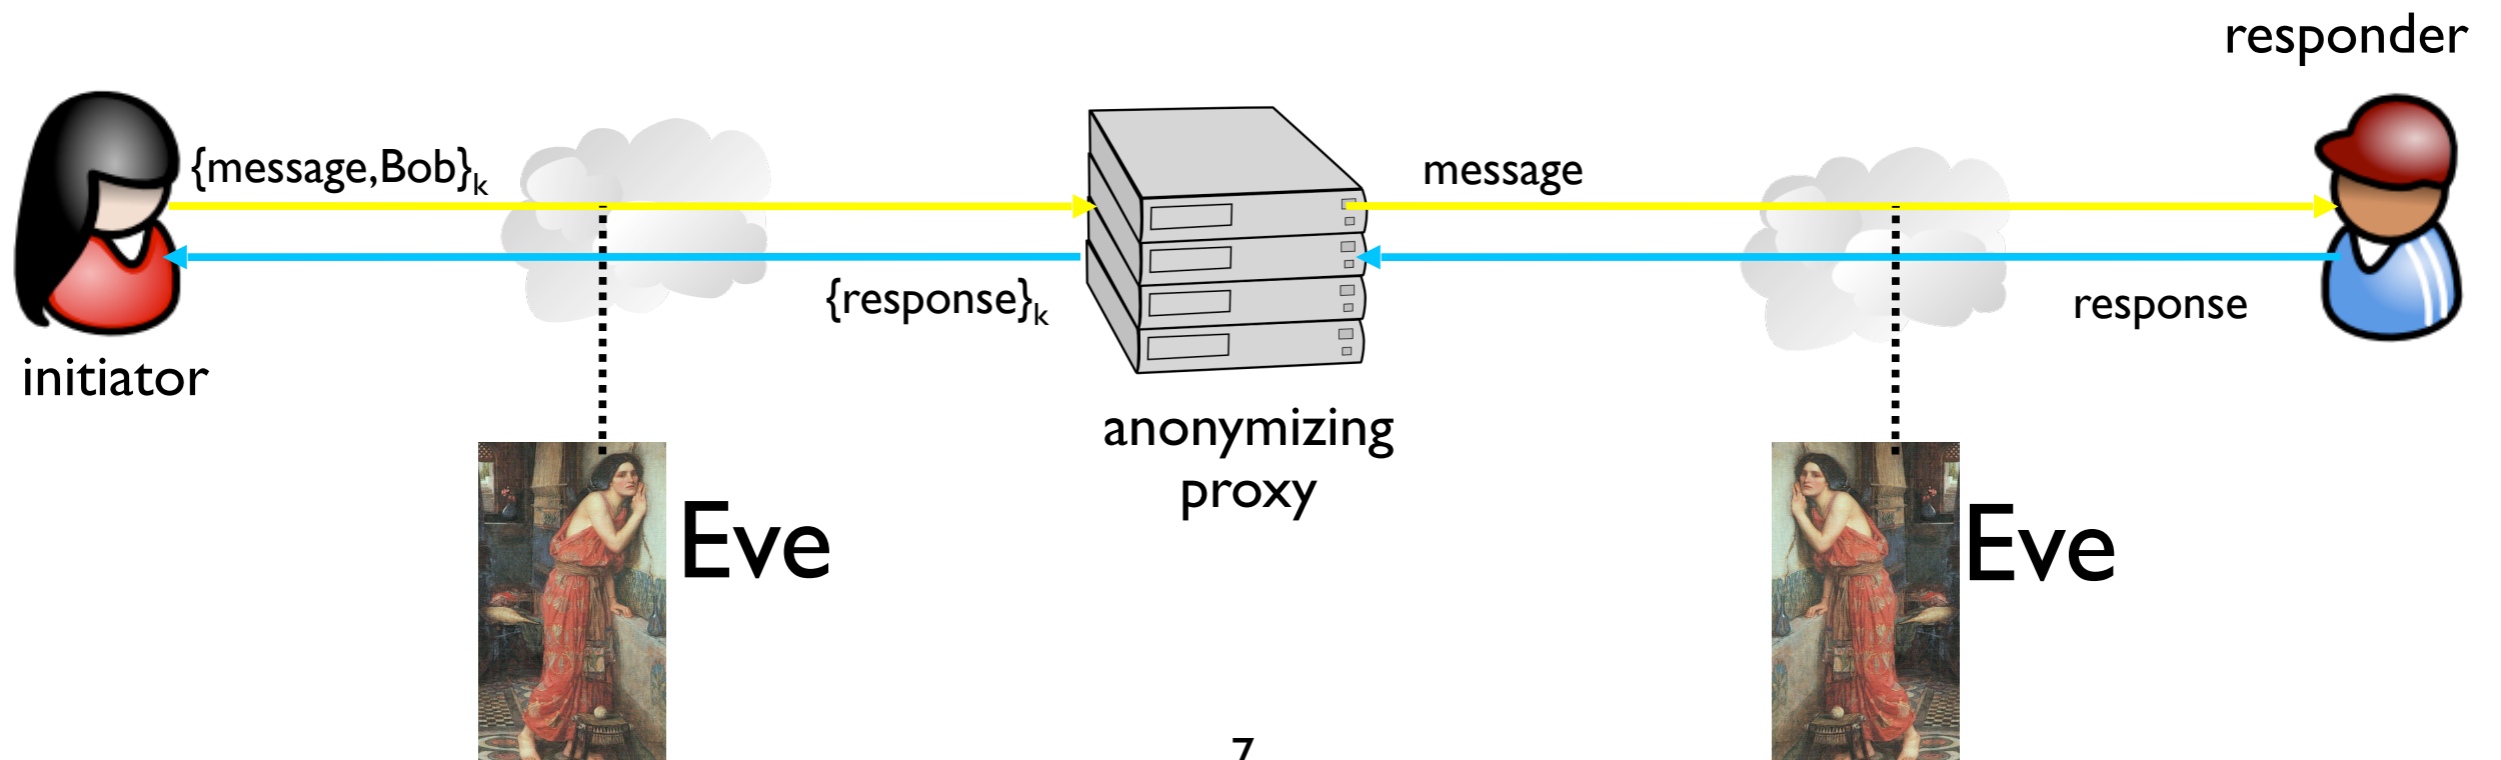 responder
{message,Bob}k
message
{response}k
response
initiator
anonymizing
proxy
Eve
Eve
7